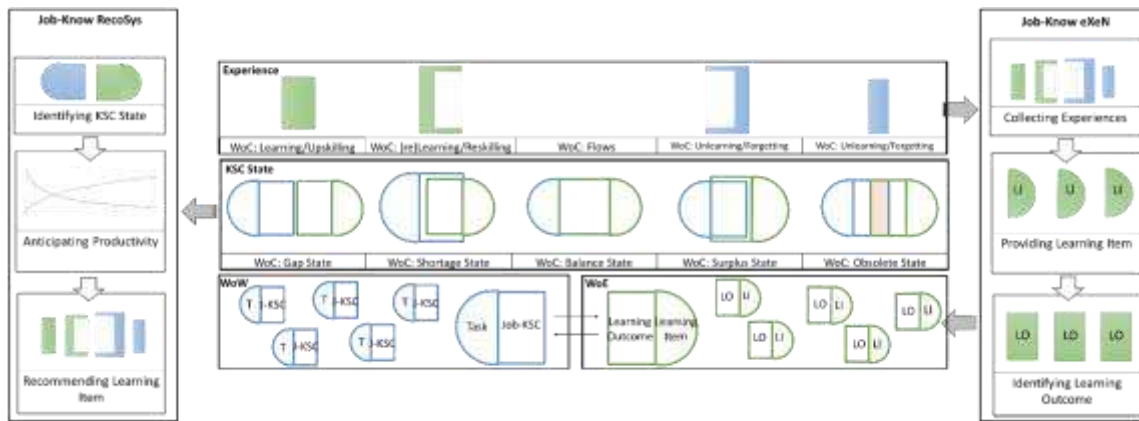 Job-Know RecoSys
Identifying KSC State
Anticipating Productivity
Recommending Learning
Item
Experience
WoC: Learning/Upskilling
WoC: [re]Learning/Reskilling
WoC: Flows
WoC: Unlearning/Forgetting
WoC: Unlearning/Forgetting
KSC State
WoC: Gap State
WoC: Shortage State
WoC: Balance State
WoC: Surplus State
WoC: Obsolete State
WoW
T J-KSC
T J-KSC
T J-KSC
T J-KSC
T J-KSC
Task Job-KSC
WoE
Learning Learning
Outcome Item
LO LI
LO LI
LO LI
LO LI
LO LI
Job-Know eXeN
Collecting Experiences
LI LI LI
Providing Learning Item
LO LO LO
Identifying Learning
Outcome